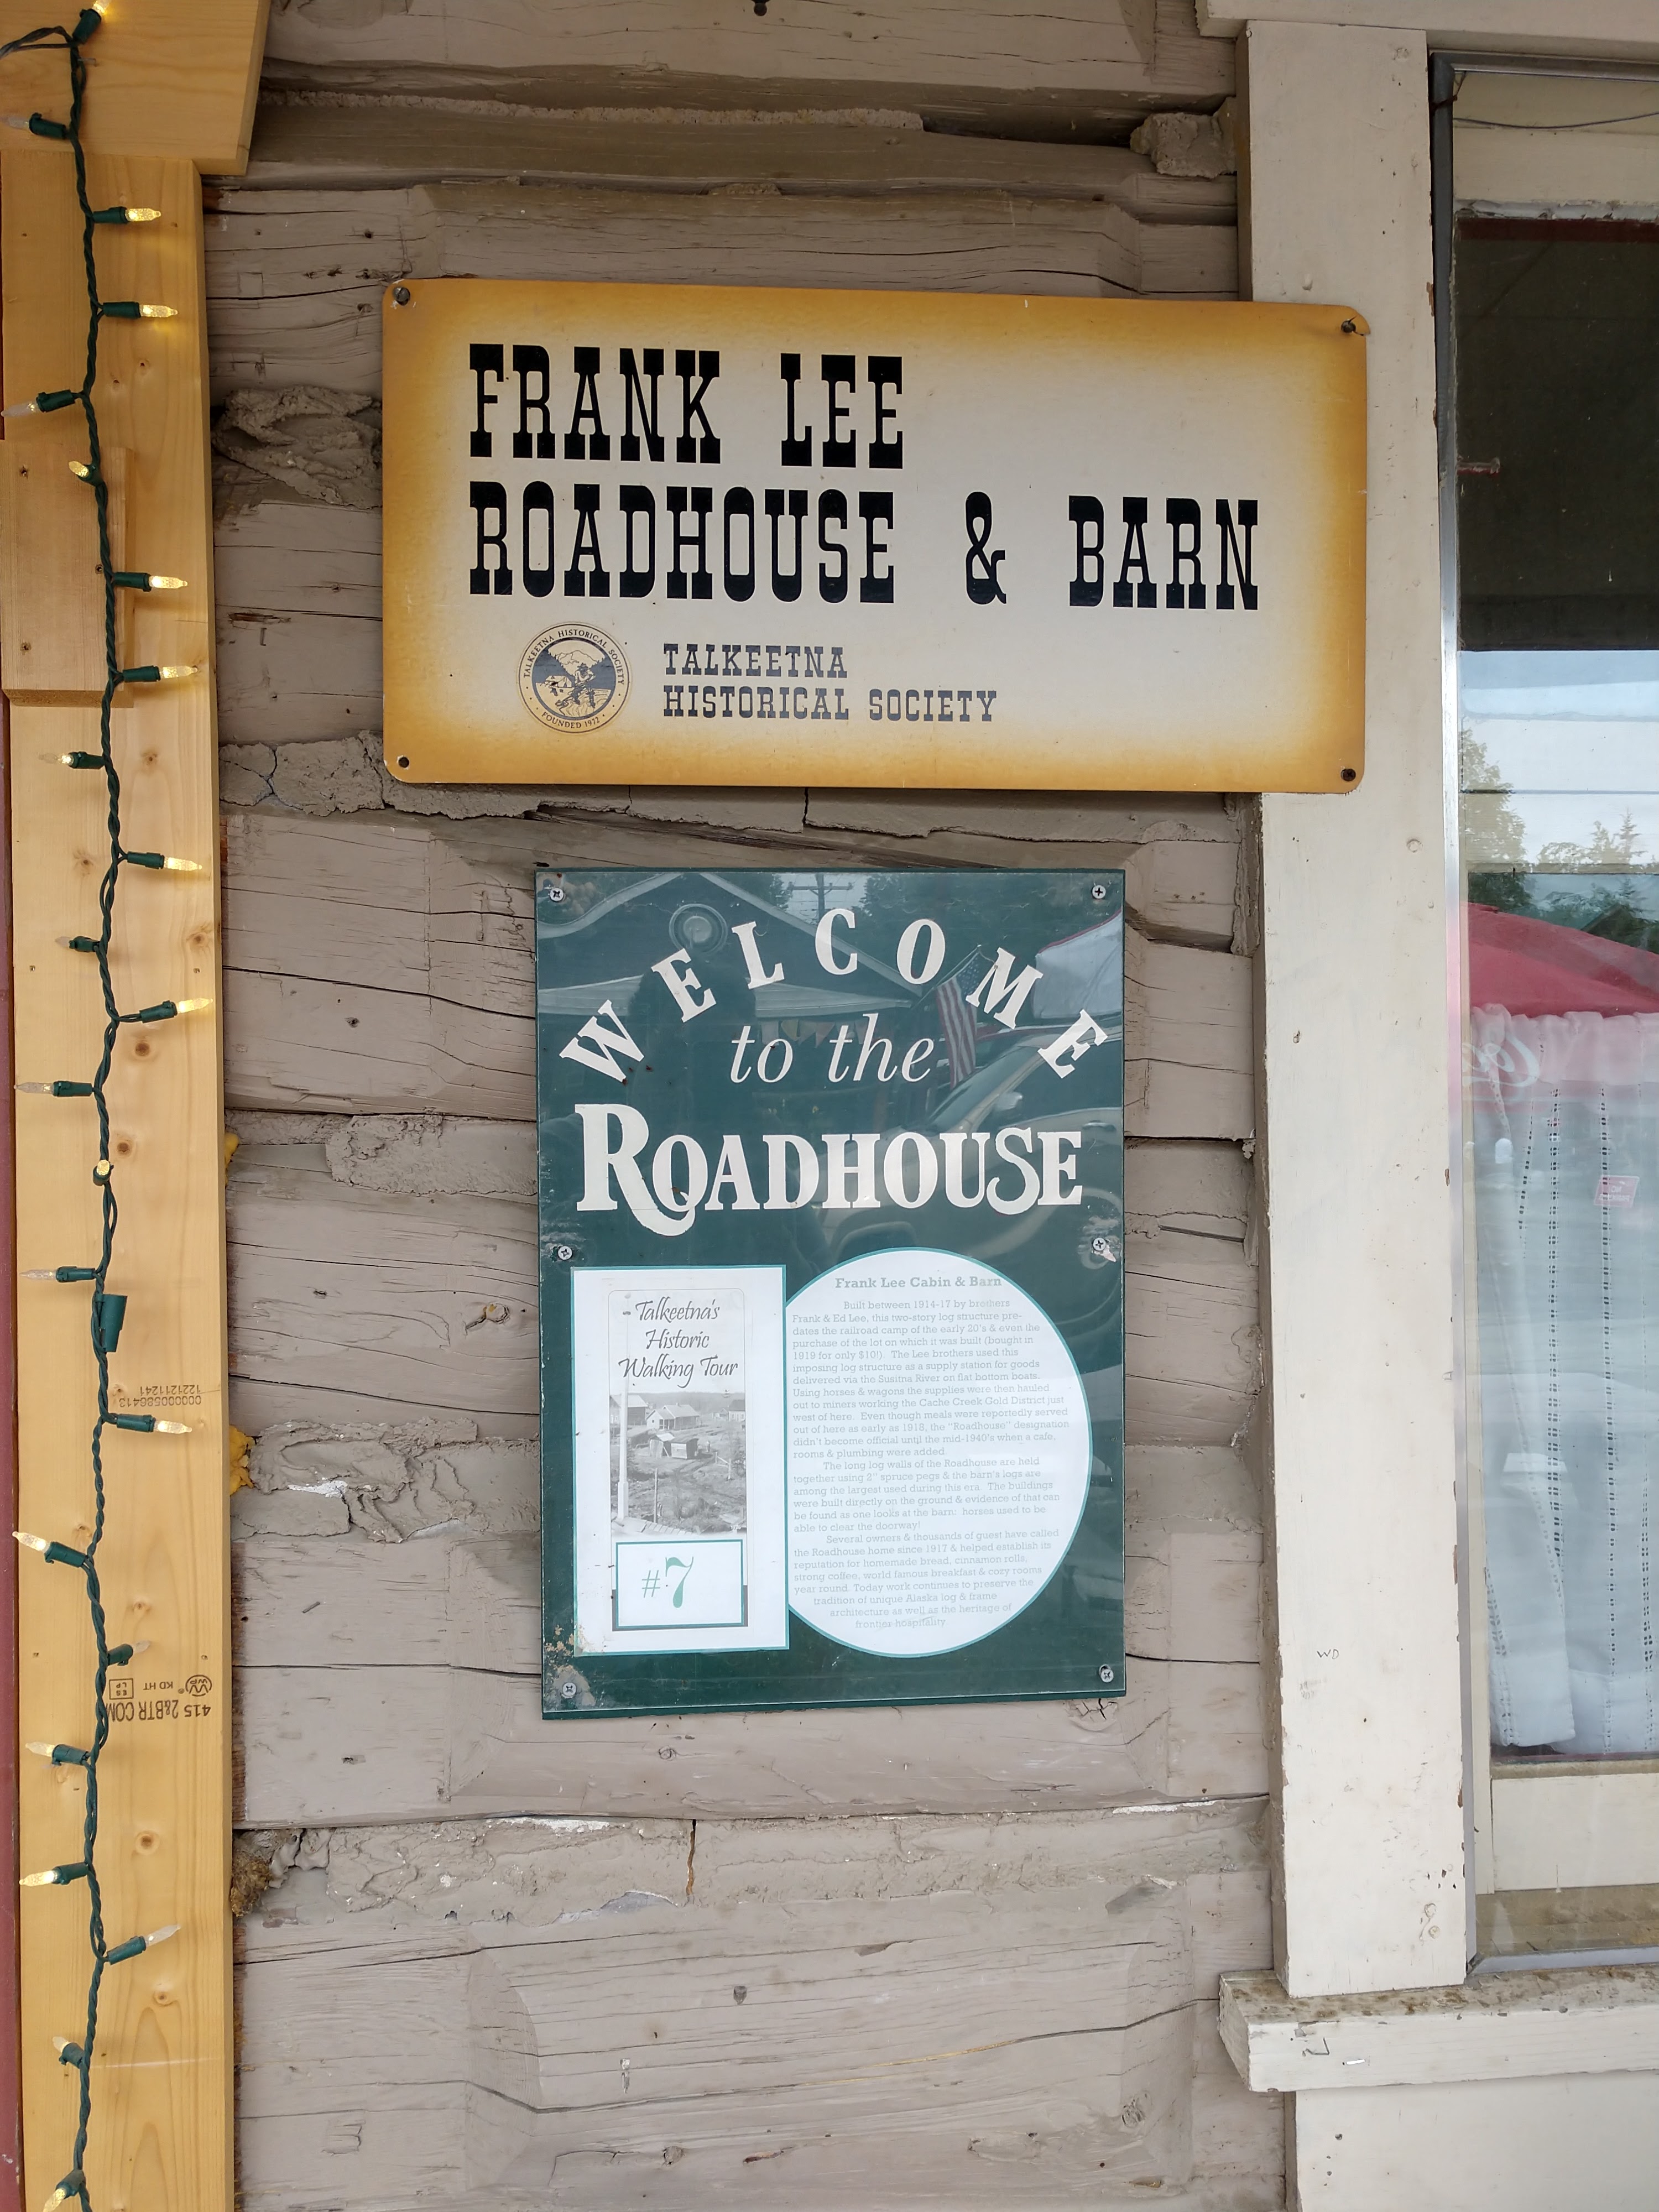 FRANK LEE
ROADHOUSE & BARN
TALKEETNA HISTORICAL SOCIETY
FOUNDED 1972
TALKEETNA
HISTORICAL SOCIETY
WELCOME
to the
ROADHOUSE
Talkeetna's
Historic
Walking Tour
#7
Frank Lee Cabin & Barn
Built between 1914-17 by brothers
Frank & Ed Lee, this two-story log structure pre-
dates the railroad camp of the early 20's & even the
purchase of the lot on which it was built (bought in
1919 for only $10!). The Lee brothers used this
imposing log structure as a supply station for goods
delivered via the Susitna River on flat bottom boats.
Using horses & wagons the supplies were then hauled
out to miners working the Cache Creek Gold District just
west of here. Even though meals were reportedly served
out of here as early as 1918, the "Roadhouse" designation
didn't become official until the mid-1940's when a cafe,
rooms & plumbing were added.
The long log walls of the Roadhouse are held
together using 2" spruce pegs & the barn's logs are
among the largest used during this era. The buildings
were built directly on the ground & evidence of that can
be found as one looks at the barn: horses used to be
able to clear the doorway!
Several owners & thousands of guest have called
the Roadhouse home since 1917 & helped establish its
reputation for homemade bread, cinnamon rolls,
strong coffee, world famous breakfast & cozy rooms
year round. Today work continues to preserve the
tradition of unique Alaska log & frame
architecture as well as the heritage of
frontier hospitality.
1221211241
000000588413
415 2&BTR COM
KD HT
ES
LP
WP
WD